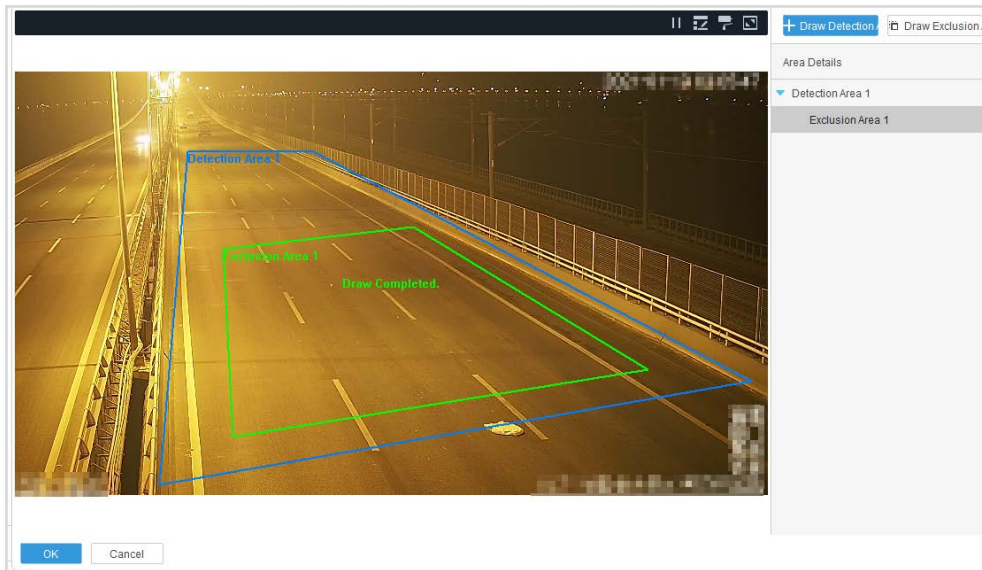 Draw Detection A
Draw Exclusion
Area Details
Detection Area 1
Exclusion Area 1
Detection Area 1
Exclusion Area 1
Draw Completed.
OK
Cancel